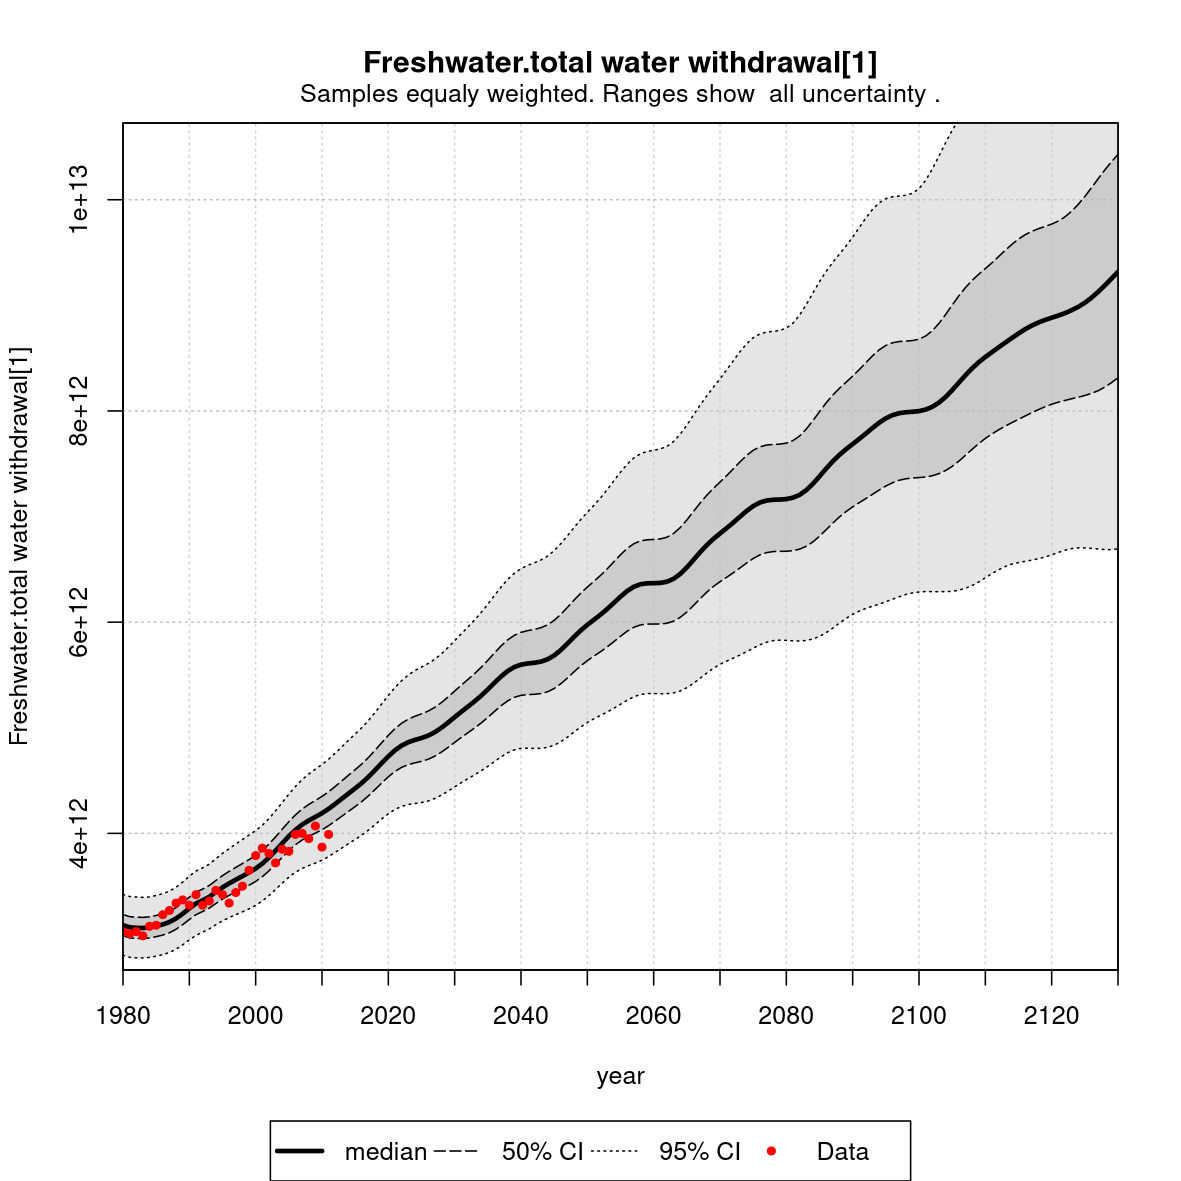 Freshwater.total water withdrawal[1]
Samples equaly weighted. Ranges show  all uncertainty .
Freshwater.total water withdrawal[1]
1e+13
8e+12
6e+12
4e+12
1980 2000 2020 2040 2060 2080 2100 2120
year
median 50% CI 95% CI Data